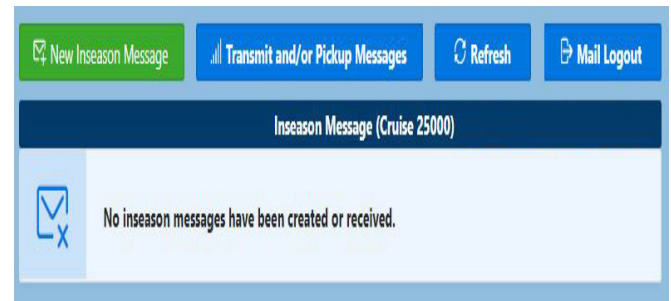 New Inseason Message Transmit and/or Pickup Messages Refresh Mail Logout
Inseason Message (Cruise 25000)
No inseason messages have been created or received.